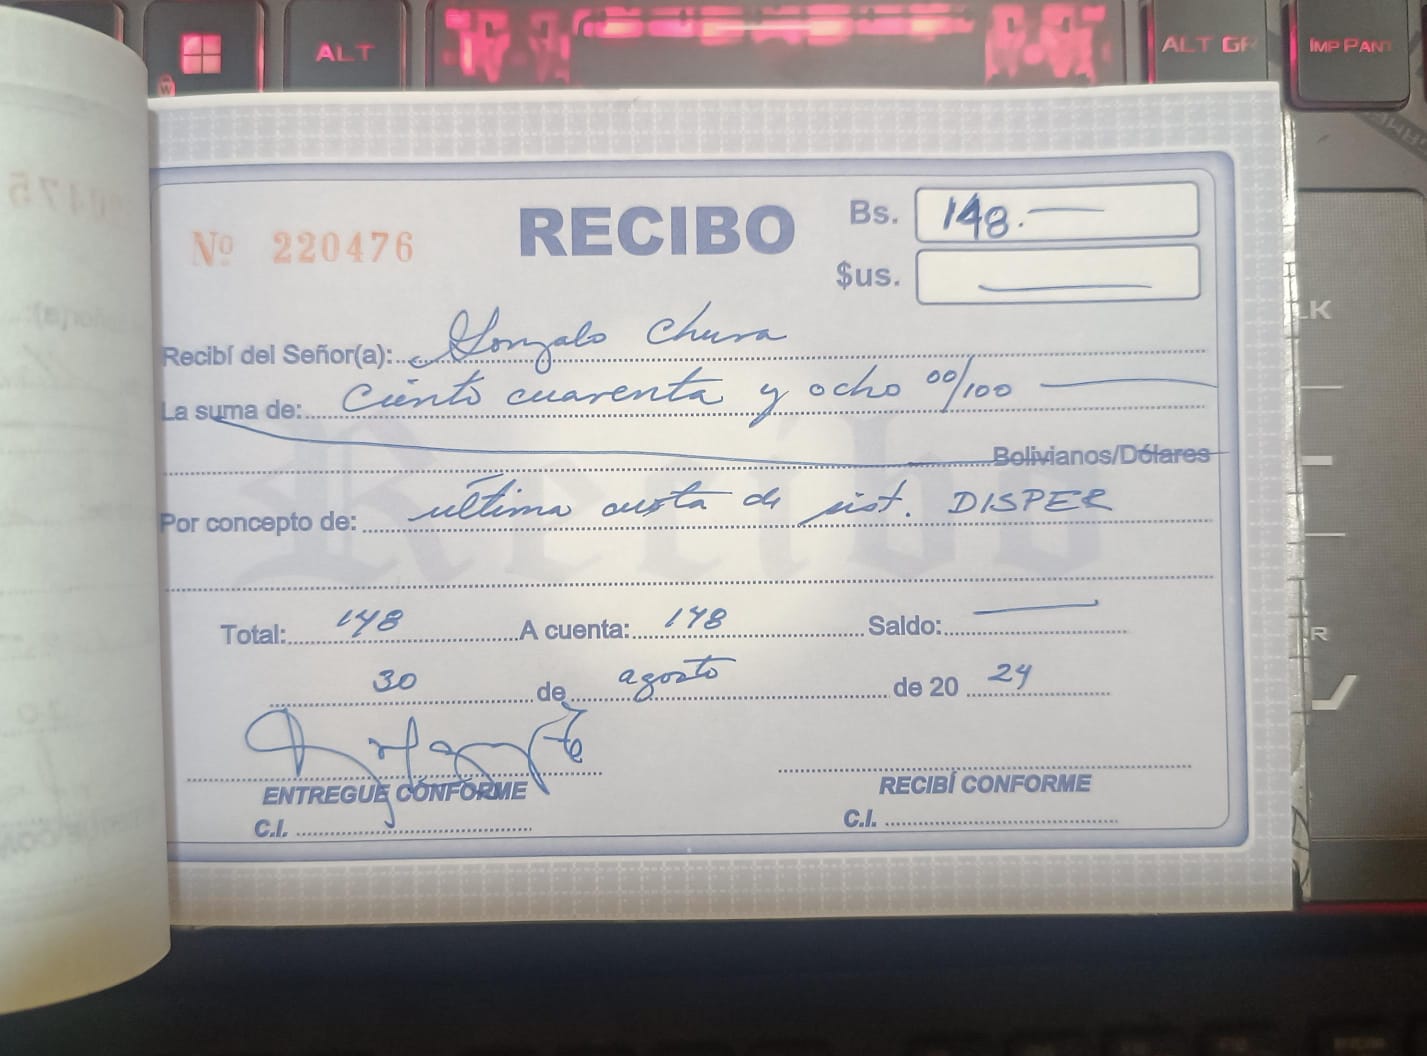 ALT
ALT GR
IMP PANT
RECIBO
Nº 220476
Bs. 148.—
$us. —
Recibí del Señor(a): Gonzalo Chura
La suma de: Ciento cuarenta y ocho 00/100
Bolivianos/Dólares
Por concepto de: última cuota de sist. DISPER
Total: 148 A cuenta: 148 Saldo: —
30 de agosto de 20 24
ENTREGUE CONFORME
C.I.
RECIBÍ CONFORME
C.I.